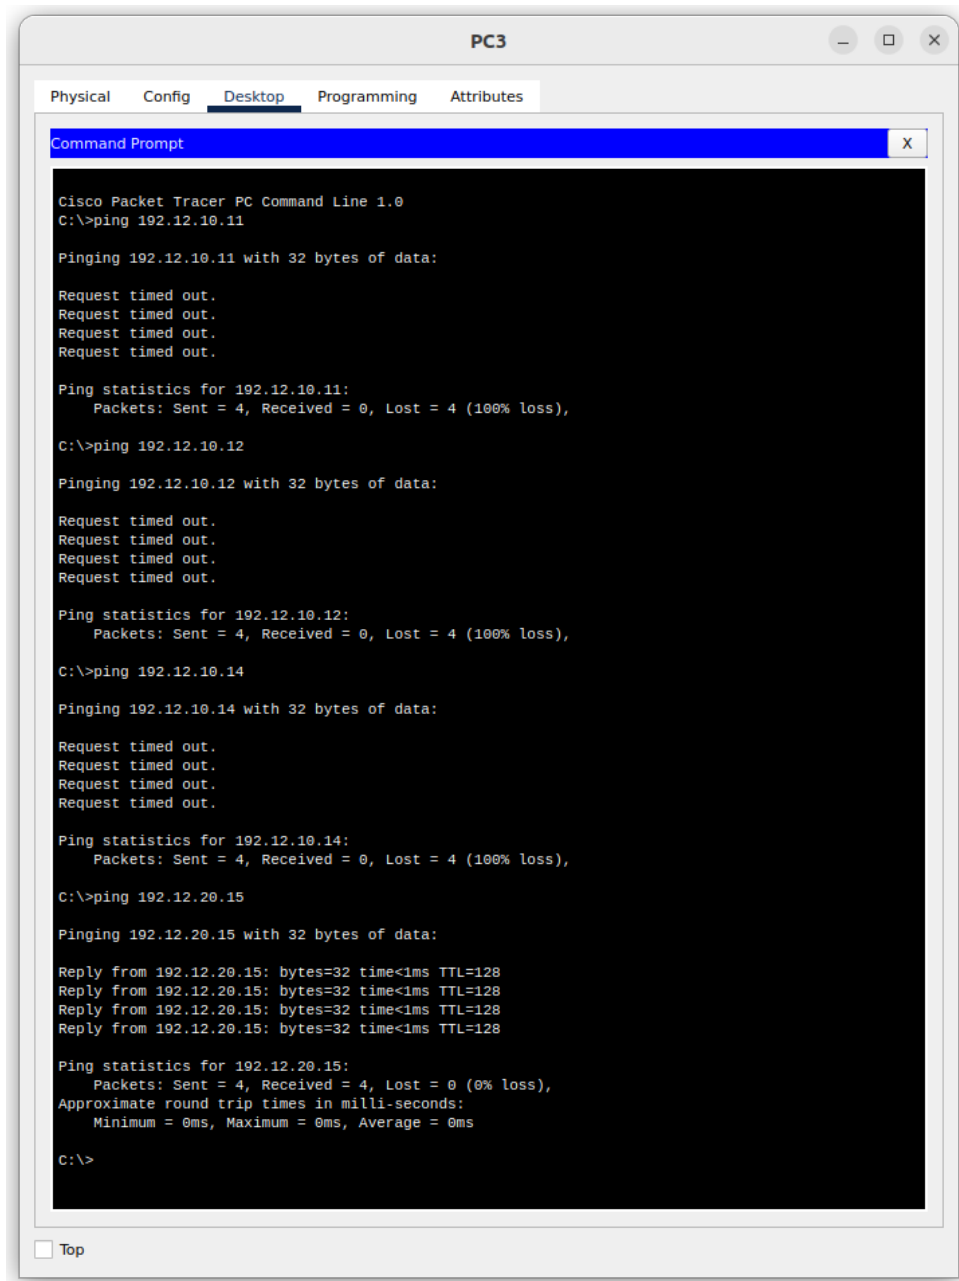 PC3
Physical Config Desktop Programming Attributes
Command Prompt X
Cisco Packet Tracer PC Command Line 1.0
C:\>ping 192.12.10.11
Pinging 192.12.10.11 with 32 bytes of data:
Request timed out.
Request timed out.
Request timed out.
Request timed out.
Ping statistics for 192.12.10.11:
Packets: Sent = 4, Received = 0, Lost = 4 (100% loss),
C:\>ping 192.12.10.12
Pinging 192.12.10.12 with 32 bytes of data:
Request timed out.
Request timed out.
Request timed out.
Request timed out.
Ping statistics for 192.12.10.12:
Packets: Sent = 4, Received = 0, Lost = 4 (100% loss),
C:\>ping 192.12.10.14
Pinging 192.12.10.14 with 32 bytes of data:
Request timed out.
Request timed out.
Request timed out.
Request timed out.
Ping statistics for 192.12.10.14:
Packets: Sent = 4, Received = 0, Lost = 4 (100% loss),
C:\>ping 192.12.20.15
Pinging 192.12.20.15 with 32 bytes of data:
Reply from 192.12.20.15: bytes=32 time<1ms TTL=128
Reply from 192.12.20.15: bytes=32 time<1ms TTL=128
Reply from 192.12.20.15: bytes=32 time<1ms TTL=128
Reply from 192.12.20.15: bytes=32 time<1ms TTL=128
Ping statistics for 192.12.20.15:
Packets: Sent = 4, Received = 4, Lost = 0 (0% loss),
Approximate round trip times in milli-seconds:
Minimum = 0ms, Maximum = 0ms, Average = 0ms
C:\>
Top